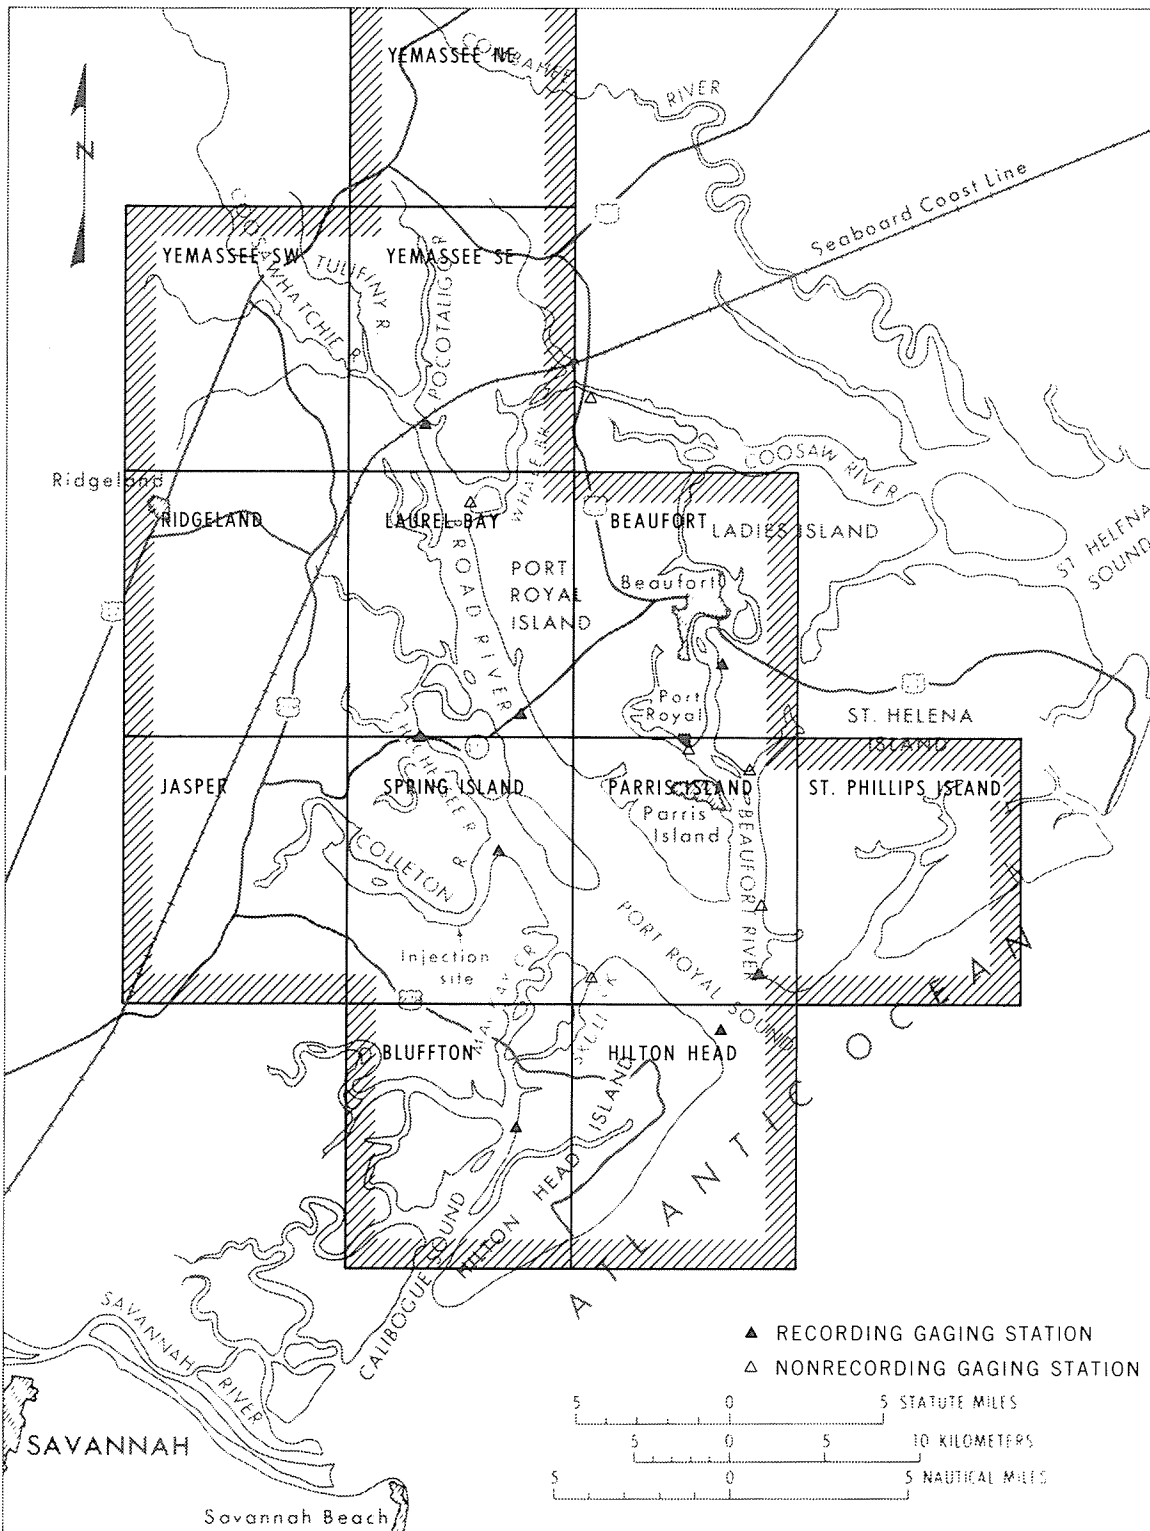 YEMASSEE NE
COMBAHEE RIVER
N
Seaboard Coast Line
YEMASSEE SW
YEMASSEE SE
COOSAWHATCHIE R.
TULIFINY R
POCOTALIGO R
Ridgeland
RIDGELAND
LAUREL BAY
WHALE BR
BEAUFORT
COOSAW RIVER
LADIES ISLAND
ST HELENA
SOUND
BROAD RIVER
PORT
ROYAL
ISLAND
Beaufort
Port
Royal
ST. HELENA
ISLAND
JASPER
SPRING ISLAND
PARRIS ISLAND
ST. PHILLIPS ISLAND
CHECHESSEE R
COLLETON R
Parris
Island
BEAUFORT RIVER
Injection
site
MACKAY CR
SKULL CK
PORT ROYAL SOUND
BLUFFTON
HILTON HEAD
HILTON HEAD ISLAND
CALIBOGUE SOUND
ATLANTIC OCEAN
SAVANNAH RIVER
SAVANNAH
Savannah Beach
RECORDING GAGING STATION
NONRECORDING GAGING STATION
5 0 5 STATUTE MILES
5 0 5 10 KILOMETERS
5 0 5 NAUTICAL MILES